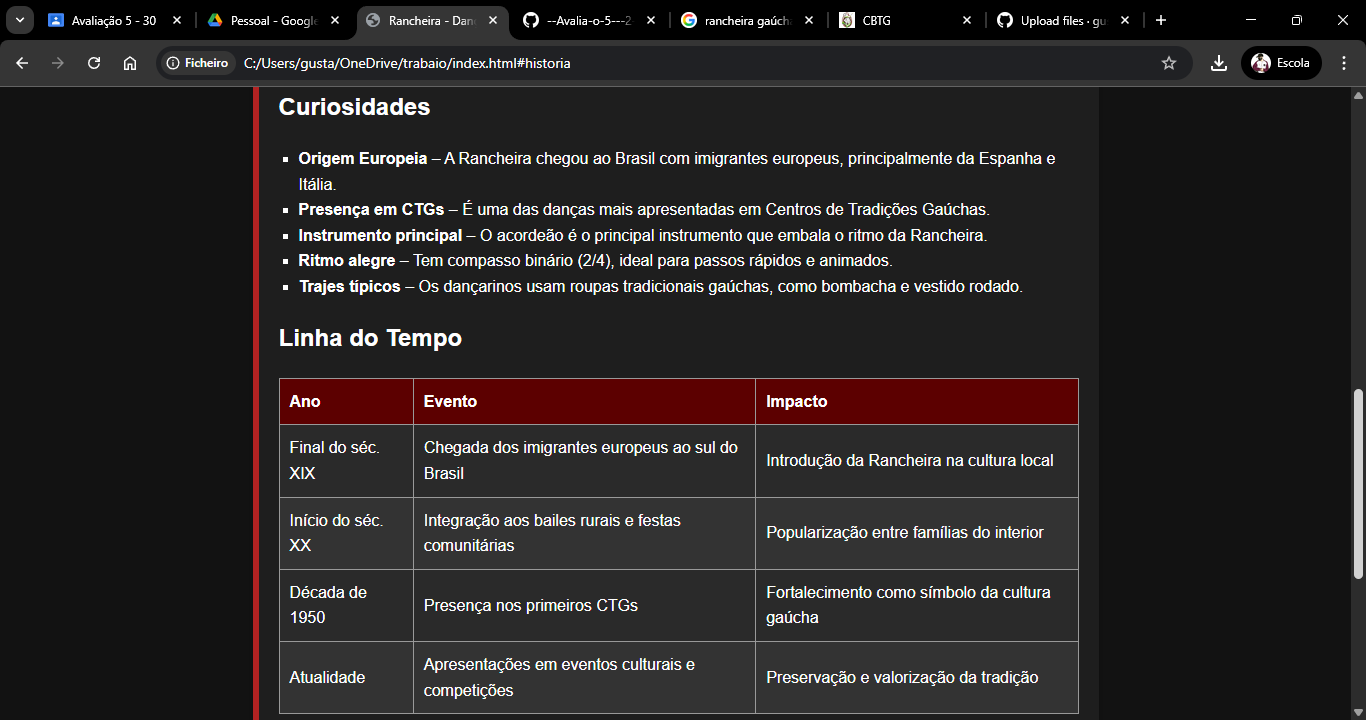 Avaliação 5 - 30
Pessoal - Google
Rancheira - Dan
--Avalia-o-5---2
rancheira gaúch
CBTG
Upload files · gu
Ficheiro
C:/Users/gusta/OneDrive/trabaio/index.html#historia
Escola
Curiosidades
Origem Europeia – A Rancheira chegou ao Brasil com imigrantes europeus, principalmente da Espanha e
Itália.
Presença em CTGs – É uma das danças mais apresentadas em Centros de Tradições Gaúchas.
Instrumento principal – O acordeão é o principal instrumento que embala o ritmo da Rancheira.
Ritmo alegre – Tem compasso binário (2/4), ideal para passos rápidos e animados.
Trajes típicos – Os dançarinos usam roupas tradicionais gaúchas, como bombacha e vestido rodado.
Linha do Tempo
Ano
Evento
Impacto
Final do séc.
XIX
Chegada dos imigrantes europeus ao sul do
Brasil
Introdução da Rancheira na cultura local
Início do séc.
XX
Integração aos bailes rurais e festas
comunitárias
Popularização entre famílias do interior
Década de
1950
Presença nos primeiros CTGs
Fortalecimento como símbolo da cultura
gaúcha
Atualidade
Apresentações em eventos culturais e
competições
Preservação e valorização da tradição